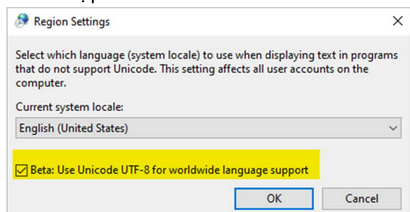 Region Settings
Select which language (system locale) to use when displaying text in programs
that do not support Unicode. This setting affects all user accounts on the
computer.
Current system locale:
English (United States)
Beta: Use Unicode UTF-8 for worldwide language support
OK Cancel